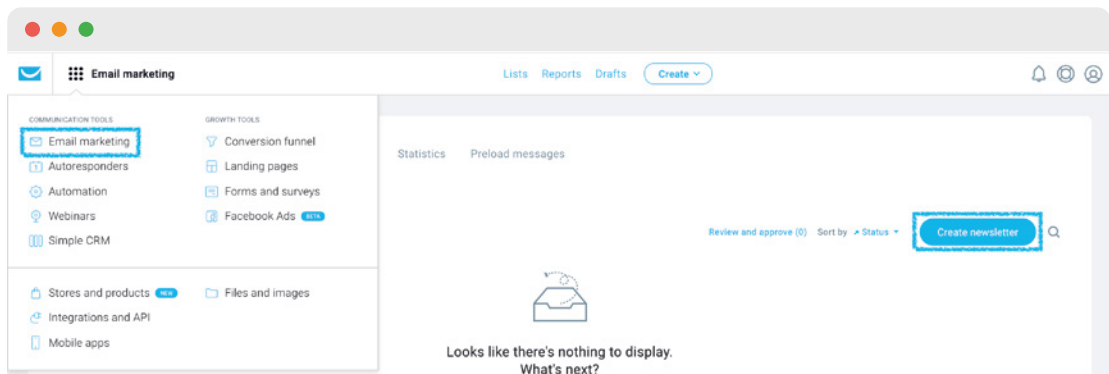 Email marketing
Lists Reports Drafts Create
COMMUNICATION TOOLS
Email marketing
Autoresponders
Automation
Webinars
Simple CRM
GROWTH TOOLS
Conversion funnel
Landing pages
Forms and surveys
Facebook Ads BETA
Stores and products NEW
Integrations and API
Mobile apps
Files and images
Statistics Preload messages
Review and approve (0) Sort by Status Create newsletter
Looks like there's nothing to display.
What's next?